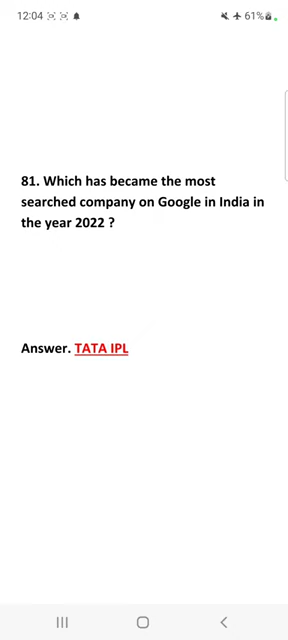 12:04
61%
81. Which has became the most
searched company on Google in India in
the year 2022 ?
Answer. TATA IPL